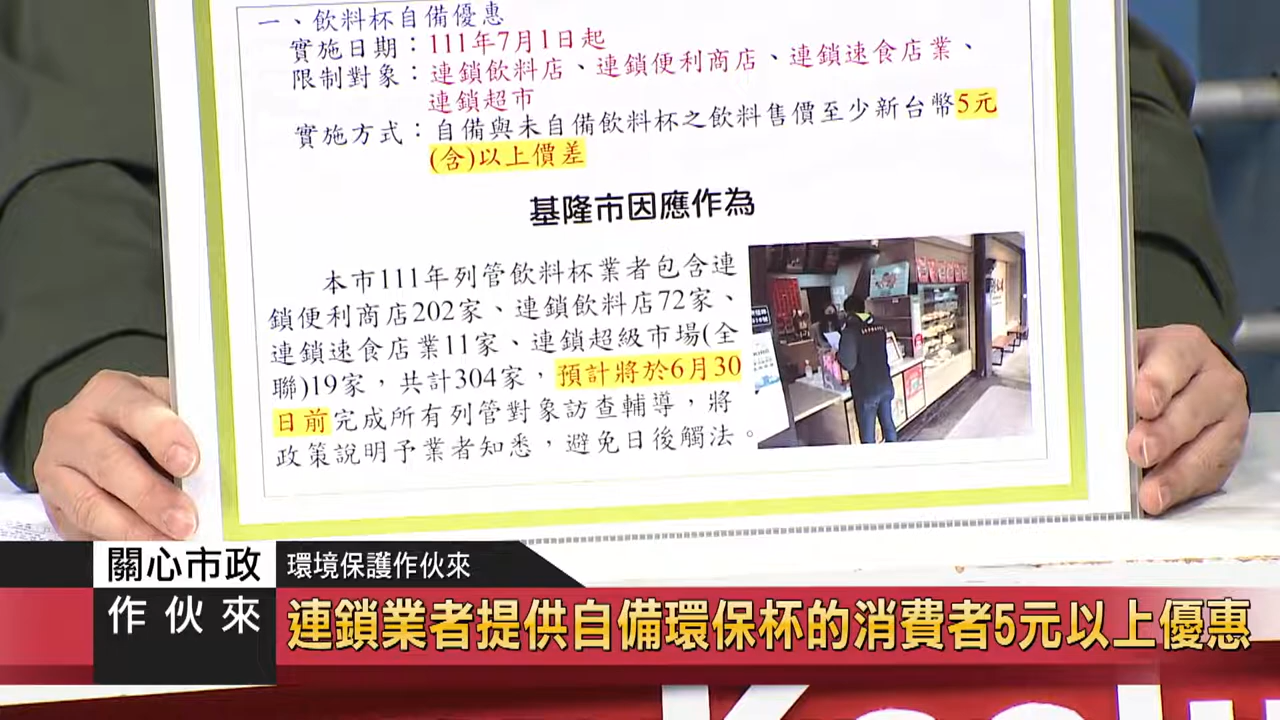 一、飲料杯自備優惠
實施日期：111年7月1日起
限制對象：連鎖飲料店、連鎖便利商店、連鎖速食店業、
連鎖超市
實施方式：自備與未自備飲料杯之飲料售價至少新台幣5元
(含)以上價差
基隆市因應作為
本市111年列管飲料杯業者包含連
鎖便利商店202家、連鎖飲料店72家、
連鎖速食店業11家、連鎖超級市場(全
聯)19家，共計304家，預計將於6月30
日前完成所有列管對象訪查輔導，將
政策說明予業者知悉，避免日後觸法。
關心市政
作伙來
環境保護作伙來
連鎖業者提供自備環保杯的消費者5元以上優惠